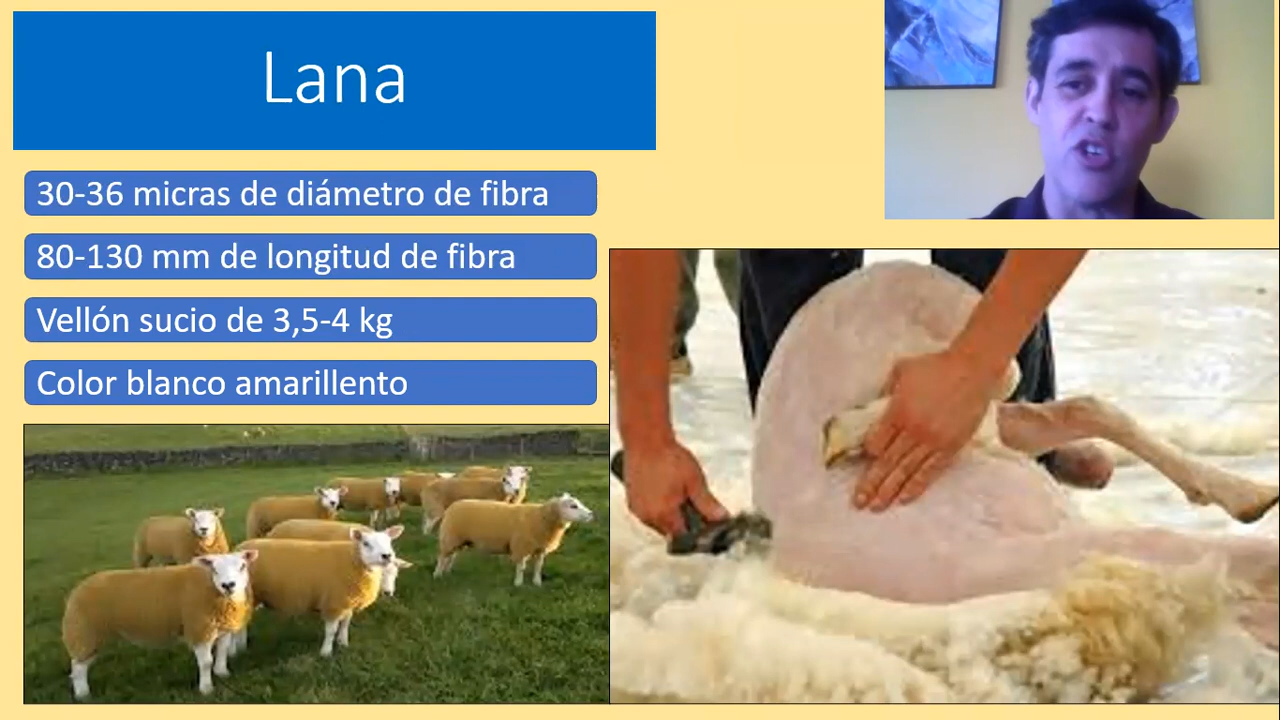 Lana
30-36 micras de diámetro de fibra
80-130 mm de longitud de fibra
Vellón sucio de 3,5-4 kg
Color blanco amarillento